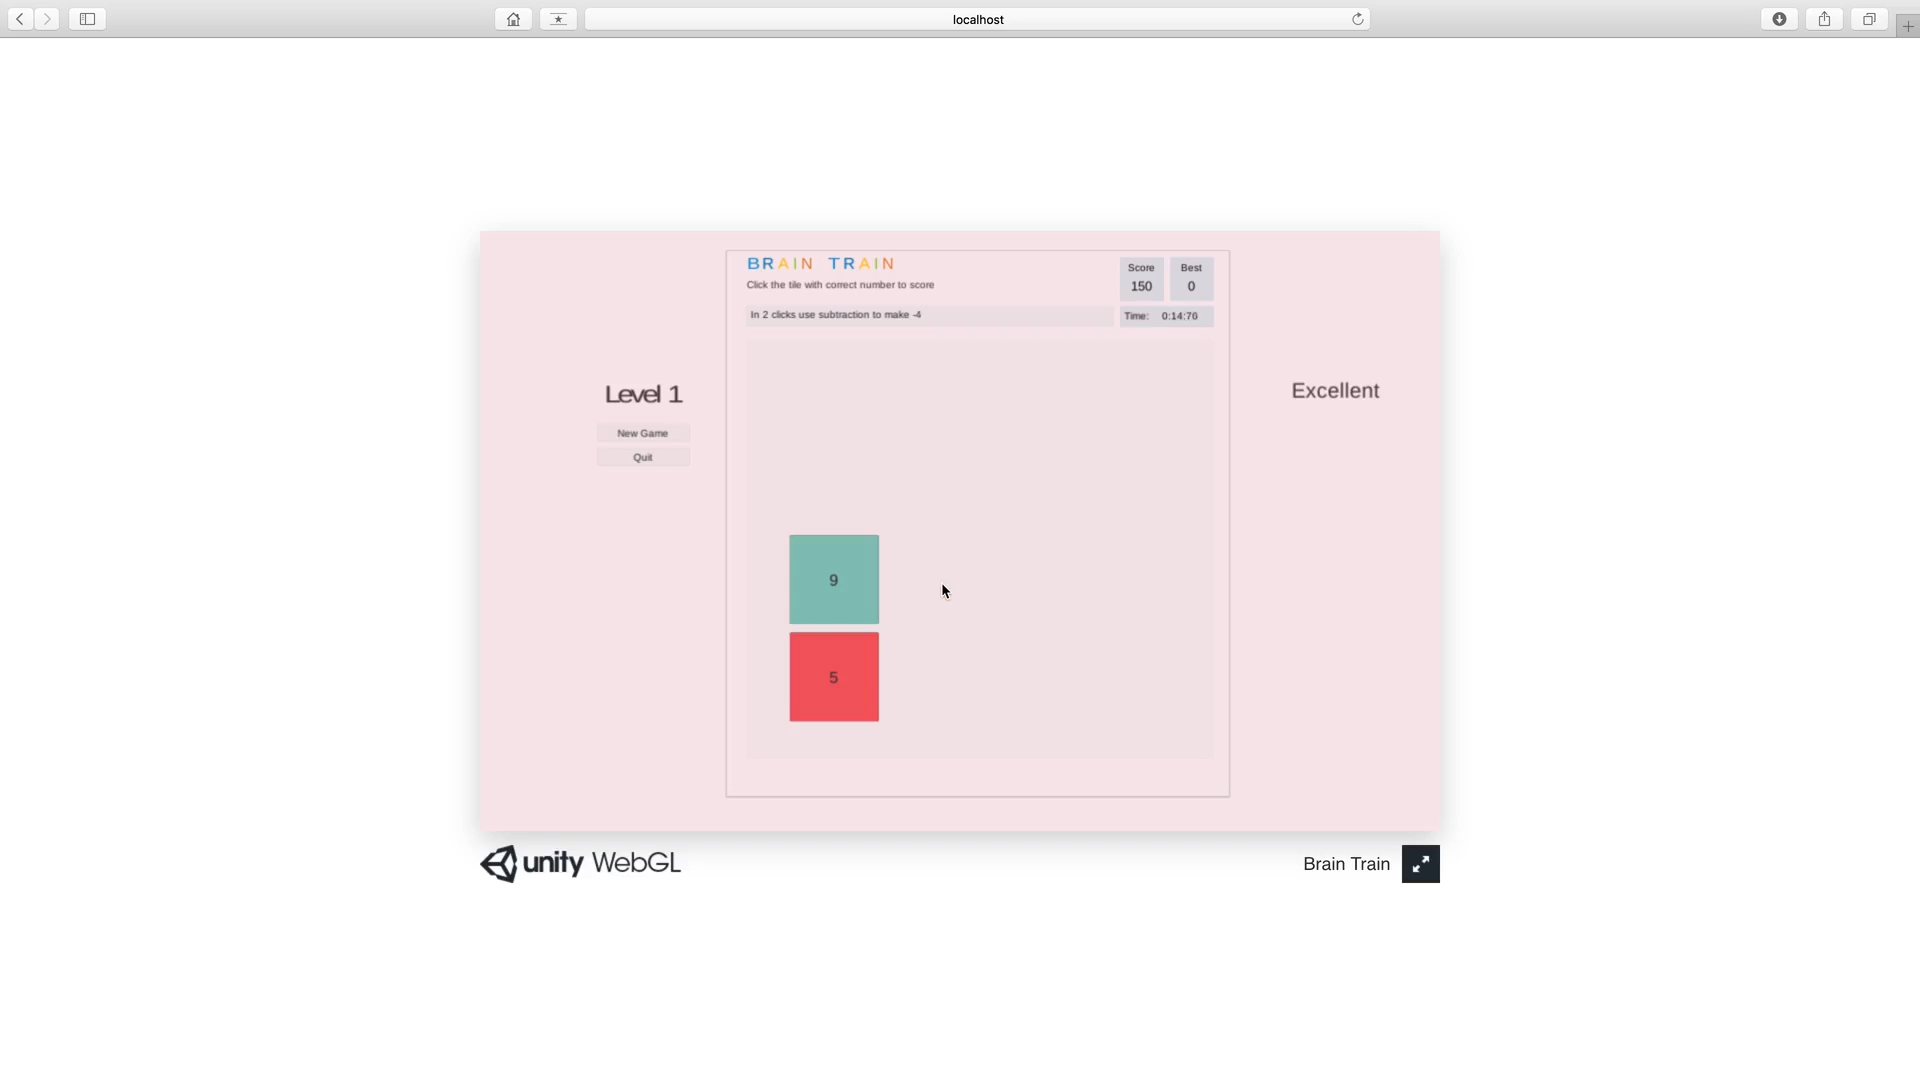 localhost
BRAIN TRAIN
Click the tile with correct number to score
Score
150
Best
0
In 2 clicks use subtraction to make -4
Time: 0:14:76
Level 1
New Game
Quit
Excellent
9
5
unity WebGL
Brain Train